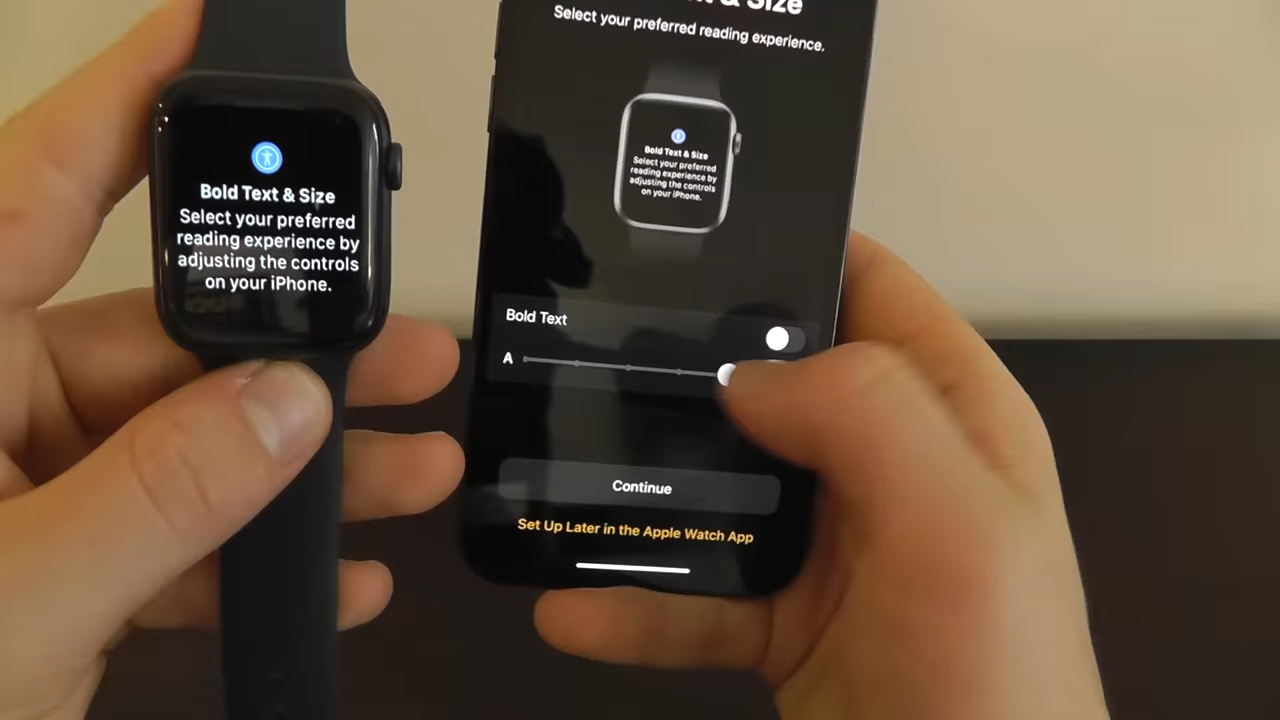 Bold Text & Size
Select your preferred
reading experience by
adjusting the controls
on your iPhone.
& Size
Select your preferred reading experience.
Bold Text & Size
Select your preferred
reading experience by
adjusting the controls
on your iPhone.
Bold Text
A
Continue
Set Up Later in the Apple Watch App